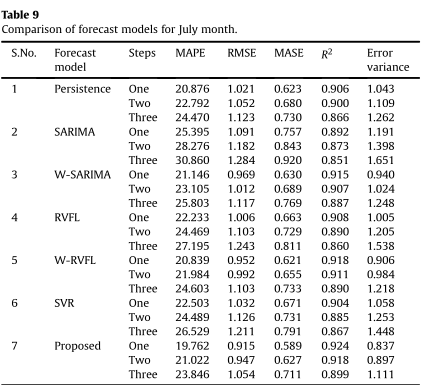 Table 9
Comparison of forecast models for July month.
S.No. Forecast model Steps MAPE RMSE MASE R² Error variance
1 Persistence One 20.876 1.021 0.623 0.906 1.043
Two 22.792 1.052 0.680 0.900 1.109
Three 24.470 1.123 0.730 0.866 1.262
2 SARIMA One 25.395 1.091 0.757 0.892 1.191
Two 28.276 1.182 0.843 0.873 1.398
Three 30.860 1.284 0.920 0.851 1.651
3 W-SARIMA One 21.146 0.969 0.630 0.915 0.940
Two 23.105 1.012 0.689 0.907 1.024
Three 25.803 1.117 0.769 0.887 1.248
4 RVFL One 22.233 1.006 0.663 0.908 1.005
Two 24.469 1.103 0.729 0.890 1.205
Three 27.195 1.243 0.811 0.860 1.538
5 W-RVFL One 20.839 0.952 0.621 0.918 0.906
Two 21.984 0.992 0.655 0.911 0.984
Three 24.603 1.103 0.733 0.890 1.218
6 SVR One 22.503 1.032 0.671 0.904 1.058
Two 24.489 1.126 0.731 0.885 1.253
Three 26.529 1.211 0.791 0.867 1.448
7 Proposed One 19.762 0.915 0.589 0.924 0.837
Two 21.022 0.947 0.627 0.918 0.897
Three 23.846 1.054 0.711 0.899 1.111